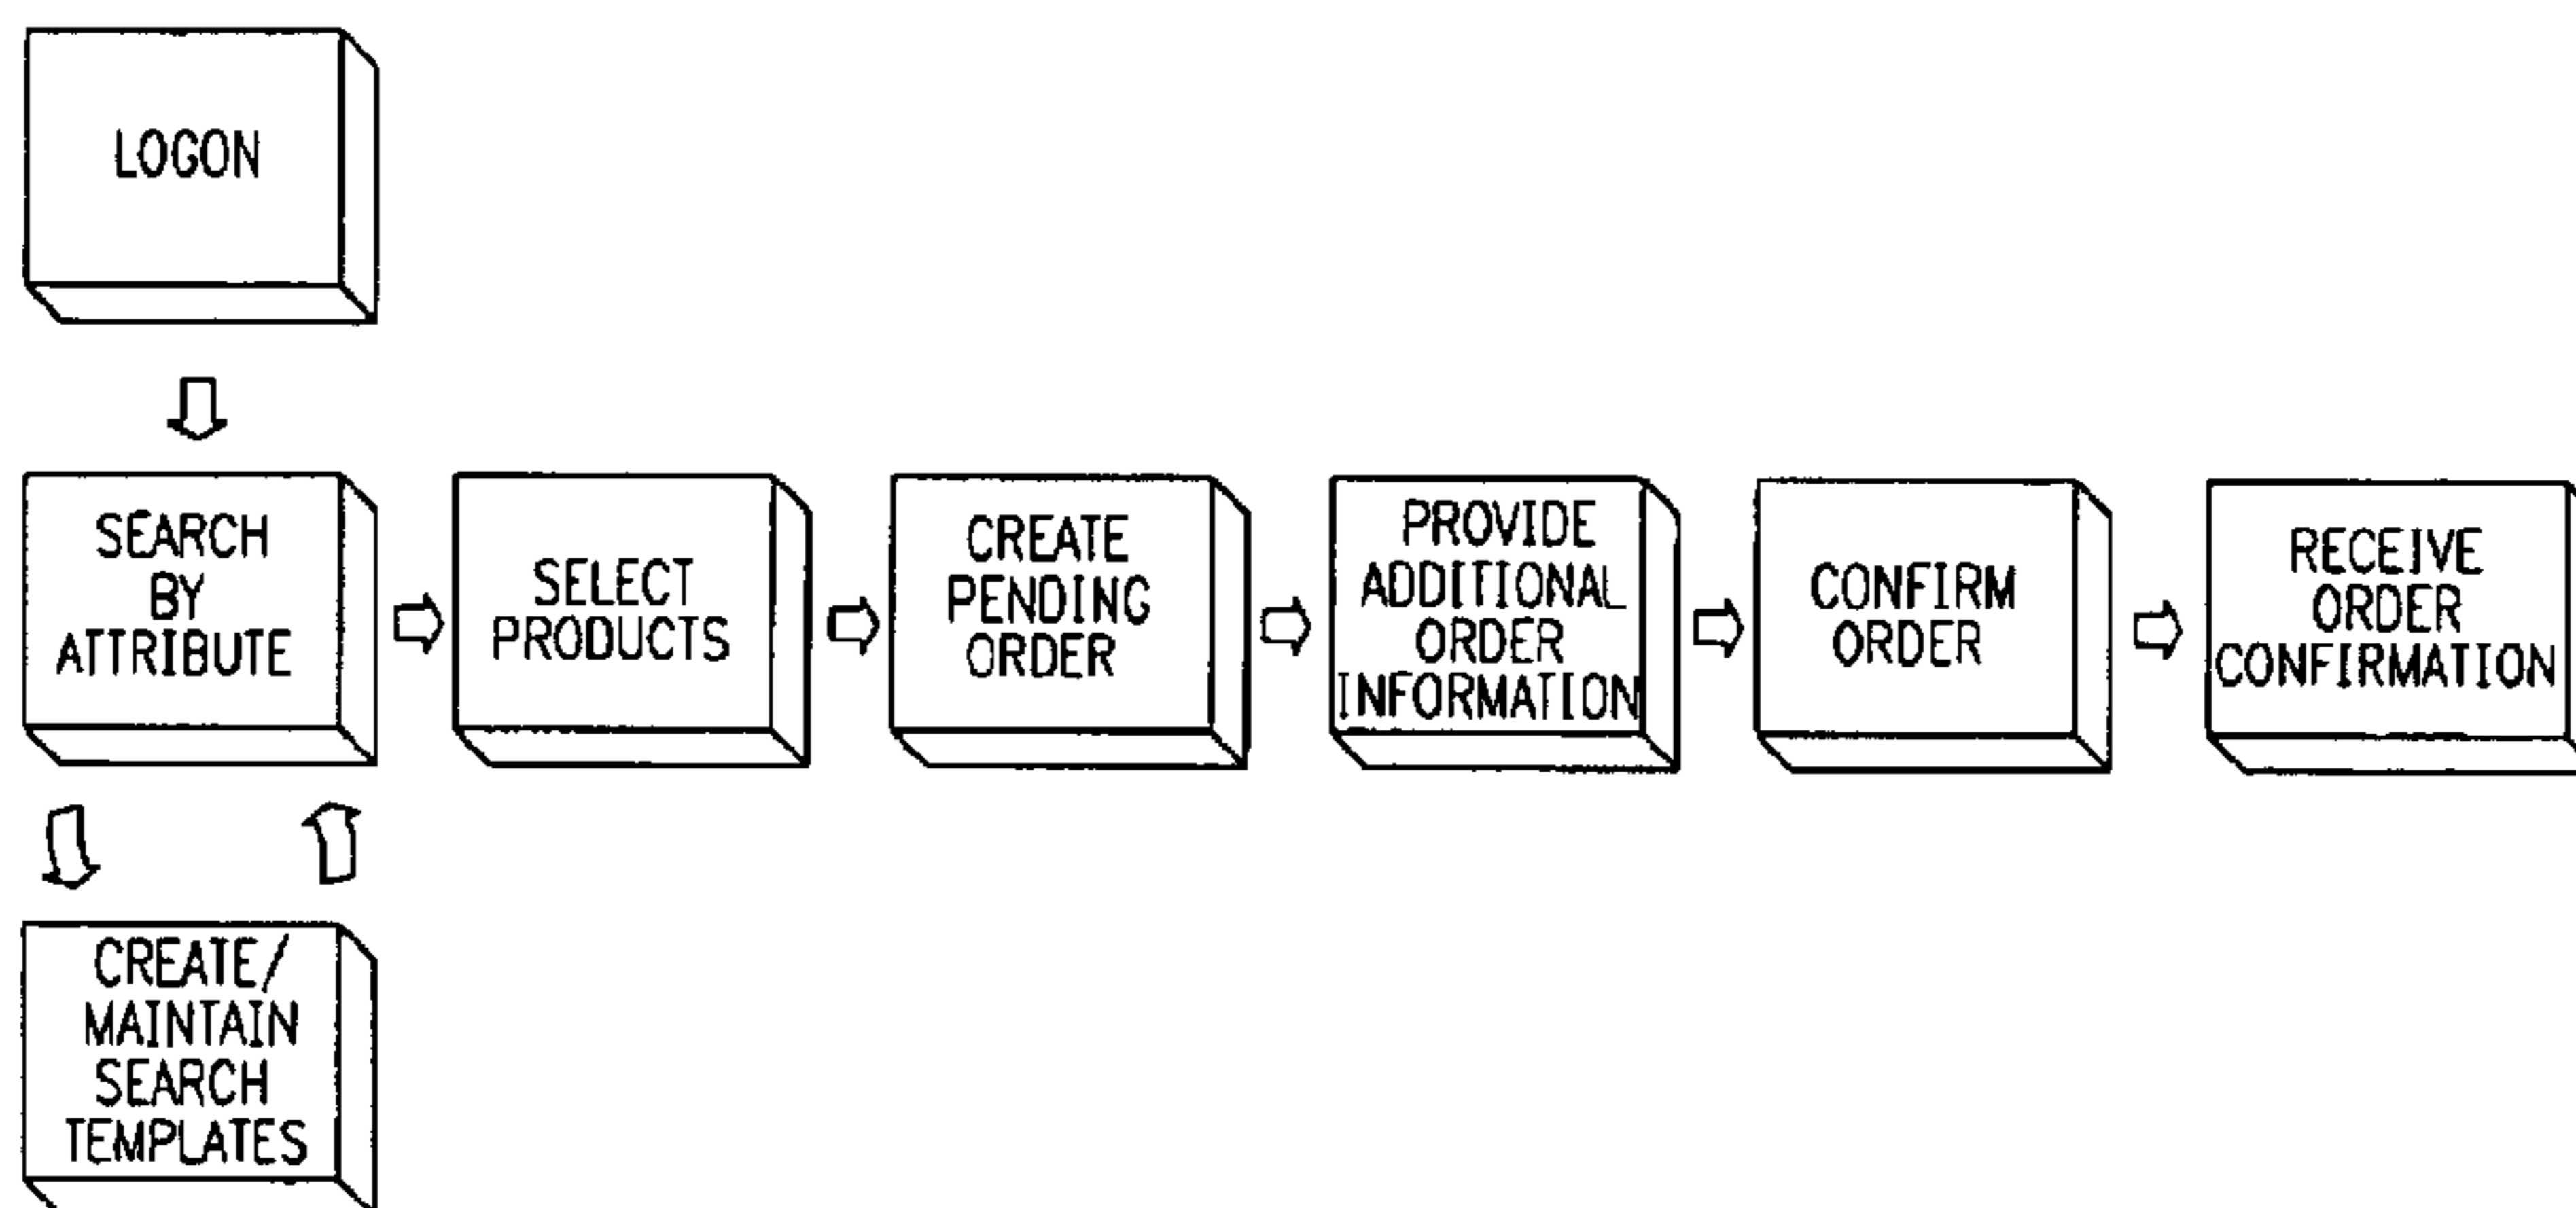 LOGON
SEARCH
BY
ATTRIBUTE
SELECT
PRODUCTS
CREATE
PENDING
ORDER
PROVIDE
ADDITIONAL
ORDER
INFORMATION
CONFIRM
ORDER
RECEIVE
ORDER
CONFIRMATION
CREATE/
MAINTAIN
SEARCH
TEMPLATES